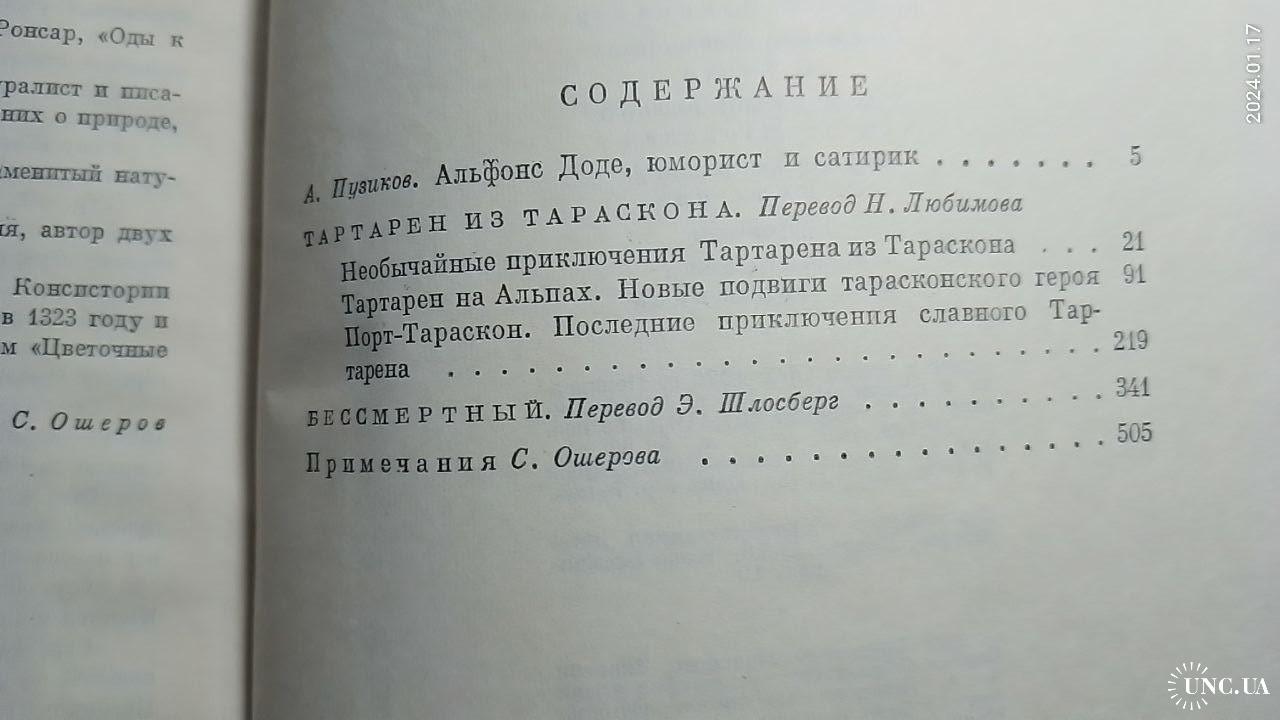 Ронсар, «Оды к
писа-
них о природе,
нату-
автор двух
Консистории
в 1323 году и
м «Цветочные
С. Ошеров
СОДЕРЖАНИЕ
А. Пузиков. Альфонс Доде, юморист и сатирик . . . . . . . 5
ТАРТАРЕН ИЗ ТАРАСКОНА. Перевод Н. Любимова
Необычайные приключения Тартарена из Тараскона . . . 21
Тартарен на Альпах. Новые подвиги тарасконского героя 91
Порт-Тараскон. Последние приключения славного Тар-
тарена . . . . . . . . . . . . . . . . . 219
БЕССМЕРТНЫЙ. Перевод Э. Шлосберг . . . . . . . . . . 341
Примечания С. Ошерова . . . . . . . . . . . . . . . 505
2024.01.17
UNC.UA